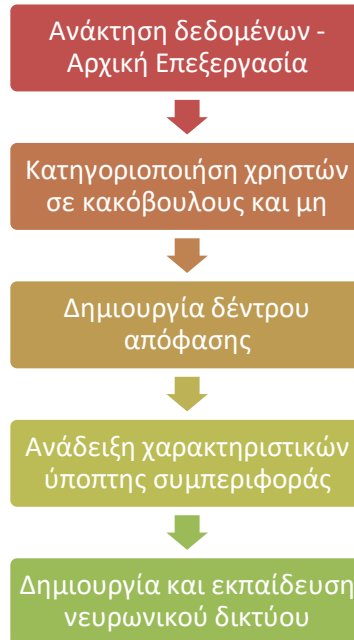 Ανάκτηση δεδομένων -
Αρχική Επεξεργασία
Κατηγοριοποιήση χρηστών
σε κακόβουλους και μη
Δημιουργία δέντρου
απόφασης
Ανάδειξη χαρακτηριστικών
ύποπτης συμπεριφοράς
Δημιουργία και εκπαίδευση
νευρωνικού δικτύου